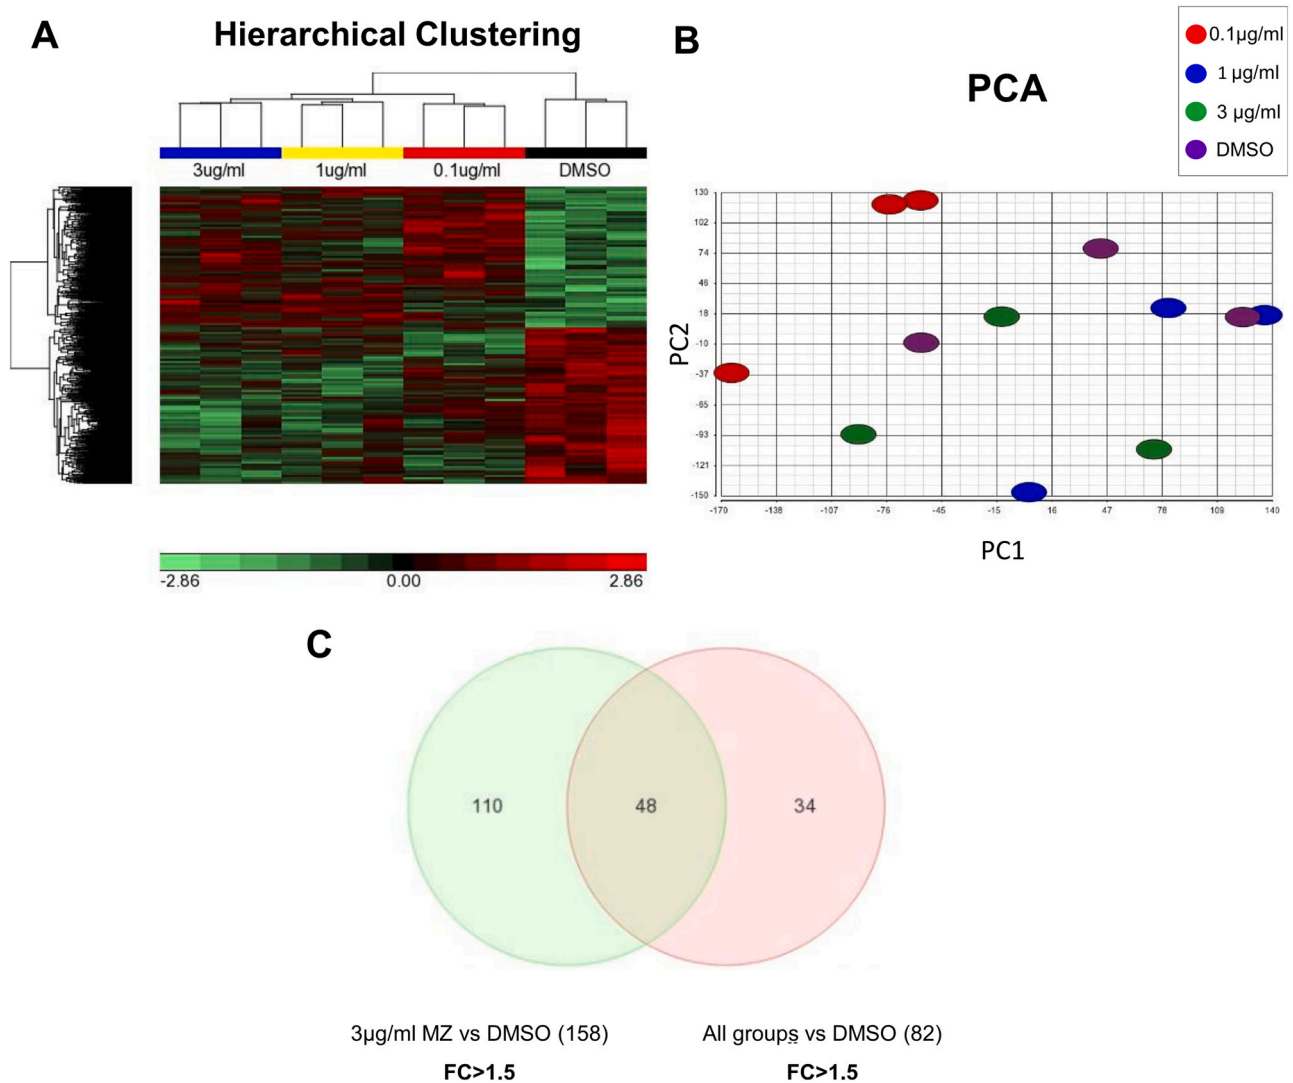 A
Hierarchical Clustering
3ug/ml 1ug/ml 0.1ug/ml DMSO
-2.86 0.00 2.86
B
PCA
0.1µg/ml
1 µg/ml
3 µg/ml
DMSO
130
102
74
46
18
-10
-37
-65
-93
-121
-150
PC2
-170 -138 -107 -76 -45 -15 16 47 78 109 140
PC1
C
110 48 34
3µg/ml MZ vs DMSO (158) All groups vs DMSO (82)
FC>1.5 FC>1.5